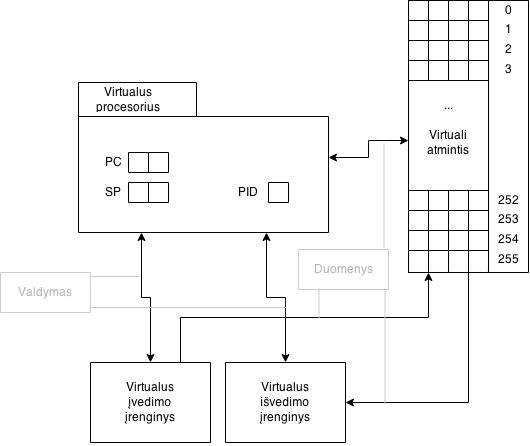 0
1
2
3
Virtualus
procesorius
...
Virtuali
atmintis
PC
SP
PID
252
253
254
255
Duomenys
Valdymas
Virtualus
įvedimo
įrenginys
Virtualus
išvedimo
įrenginys